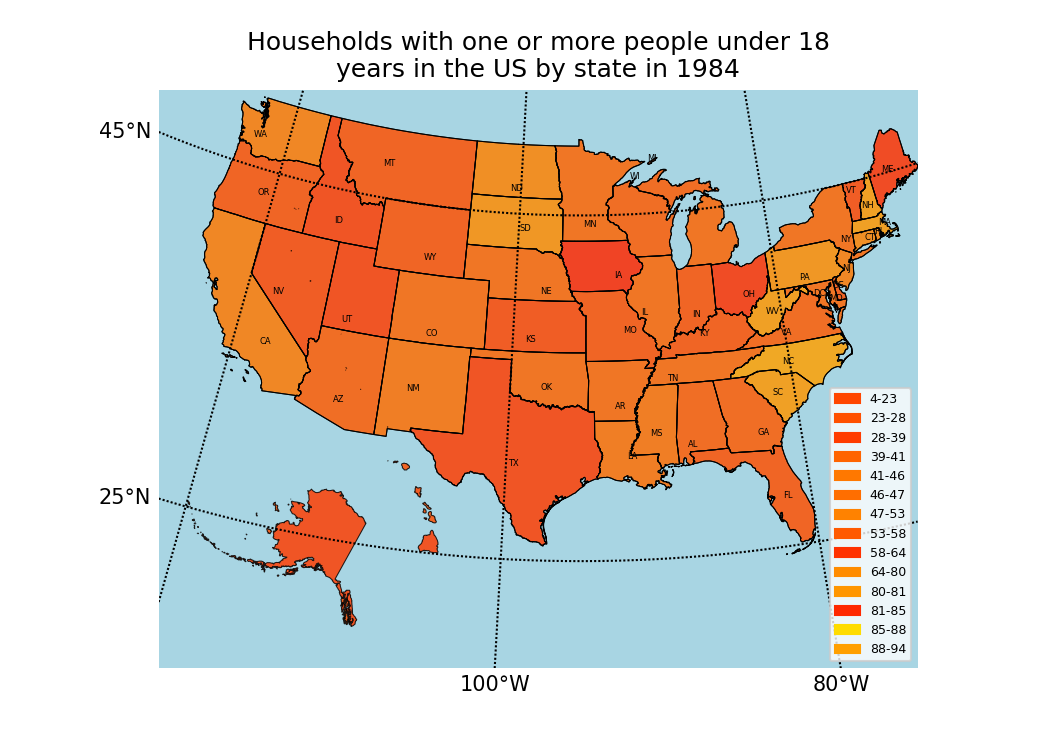 Households with one or more people under 18
years in the US by state in 1984
45°N
25°N
100°W
80°W
WA
MT
ND
MI
WI
ME
OR
ID
SD
MN
VT
NH
MA
NY
CT
WY
IA
PA
NJ
NV
UT
NE
OH
DC
MD
CO
KS
MO
IL
IN
KY
WV
VA
CA
NC
AZ
NM
OK
AR
TN
SC
TX
LA
MS
AL
GA
FL
4-23
23-28
28-39
39-41
41-46
46-47
47-53
53-58
58-64
64-80
80-81
81-85
85-88
88-94